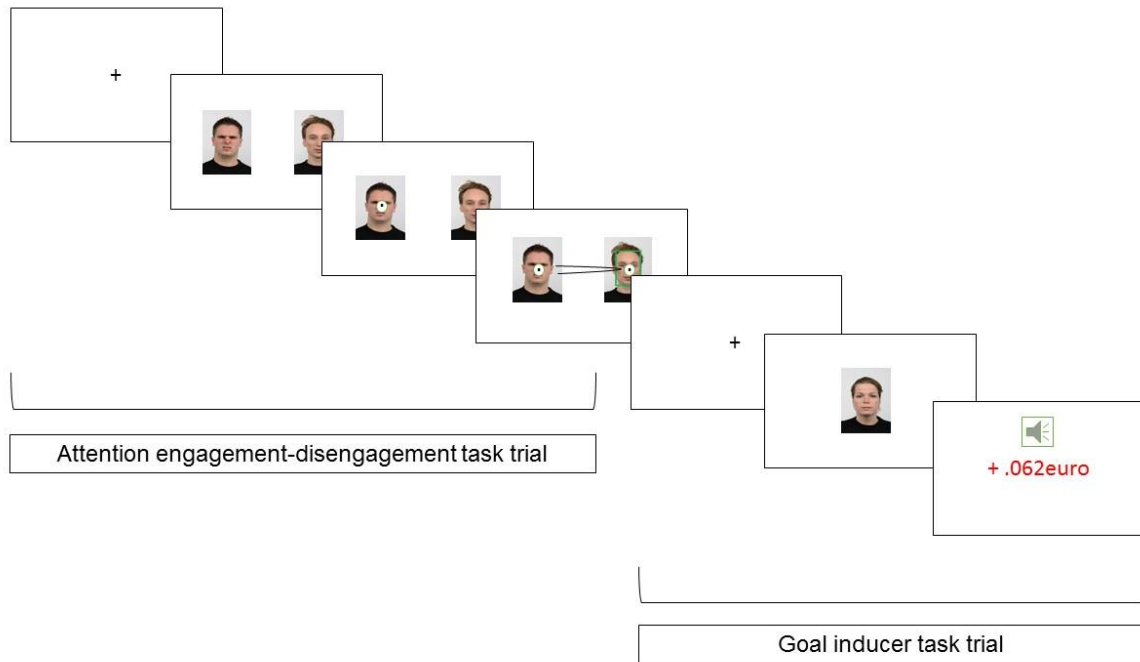 +
+
+ .062euro
Attention engagement-disengagement task trial
Goal inducer task trial